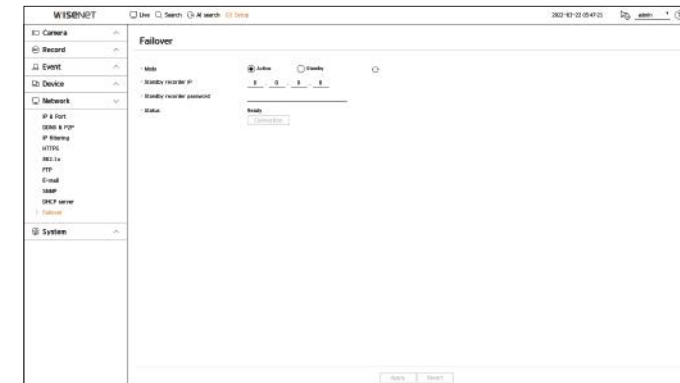 WISENET
Live Search AI search Setup
2022-03-22 05:47:21 admin
Camera
Record
Event
Device
Network
IP & Port
DDNS & P2P
IP filtering
HTTPS
802.1x
FTP
E-mail
SNMP
DHCP server
Failover
System
Failover
Mode Active Standby
Standby recorder IP 0 . 0 . 0 . 0
Standby recorder password
Status Ready
Connection
Apply Revert